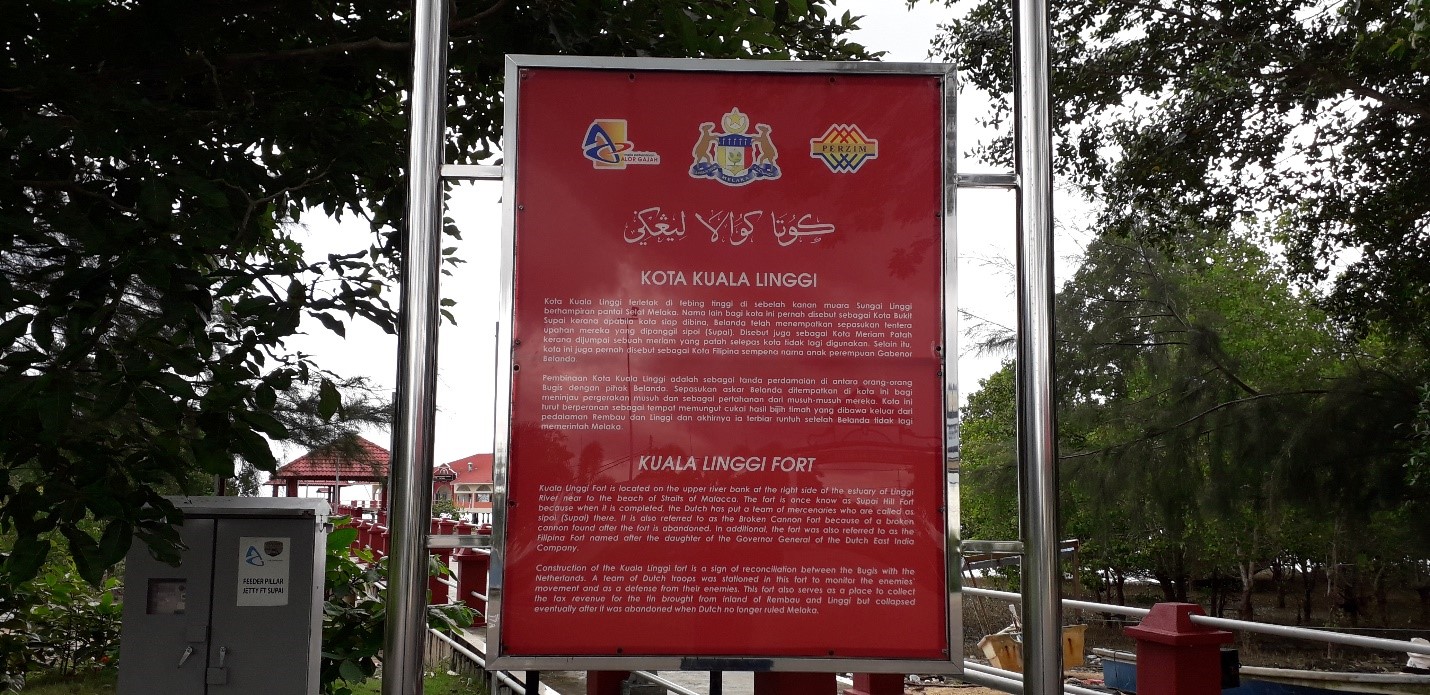 ALOR GAJAH
MELAKA
PERZIM
كوتا كوالا ليڠڬي
KOTA KUALA LINGGI
Kota Kuala Linggi terletak di tebing tinggi di sebelah kanan muara Sungai Linggi
berhampiran pantai Selat Melaka. Nama lain bagi kota ini pernah disebut sebagai Kota Bukit
Supai kerana apabila kota siap dibina, Belanda telah menempatkan sepasukan tentera
upahan mereka yang dipanggil sipoi (Supai). Disebut juga sebagai Kota Meriam Patah
kerana dijumpai sebuah meriam yang patah selepas kota tidak lagi digunakan. Selain itu,
kota ini juga pernah disebut sebagai Kota Filipina sempena nama anak perempuan Gabenor
Belanda
Pembinaan Kota Kuala Linggi adalah sebagai tanda perdamaian di antara orang-orang
Bugis dengan pihak Belanda. Sepasukan askar Belanda ditempatkan di kota ini bagi
meninjau pergerakan musuh dan sebagai pertahanan dari musuh-musuh mereka. Kota ini
turut berperanan sebagai tempat memungut cukai hasil bijih timah yang dibawa keluar dari
pedalaman Rembau dan Linggi dan akhirnya ia terbiar runtuh setelah Belanda tidak lagi
memerintah Melaka.
KUALA LINGGI FORT
Kuala Linggi Fort is located on the upper river bank at the right side of the estuary of Linggi
River near to the beach of Straits of Malacca. The fort is once know as Supai Hill Fort
because when it is completed, the Dutch has put a team of mercenaries who are called as
sipai (Supai) there. It is also referred to as the Broken Cannon Fort because of a broken
cannon found after the fort is abandoned. In additional, the fort was also referred to as the
Filipina Fort named after the daughter of the Governor General of the Dutch East India
Company.
Construction of the Kuala Linggi fort is a sign of reconciliation between the Bugis with the
Netherlands. A team of Dutch troops was stationed in this fort to monitor the enemies'
movement and as a defense from their enemies. This fort also serves as a place to collect
the tax revenue for the tin brought from inland of Rembau and Linggi but collapsed
eventually after it was abandoned when Dutch no longer ruled Melaka.
FEEDER PILLAR
JETTY FT SUPAI